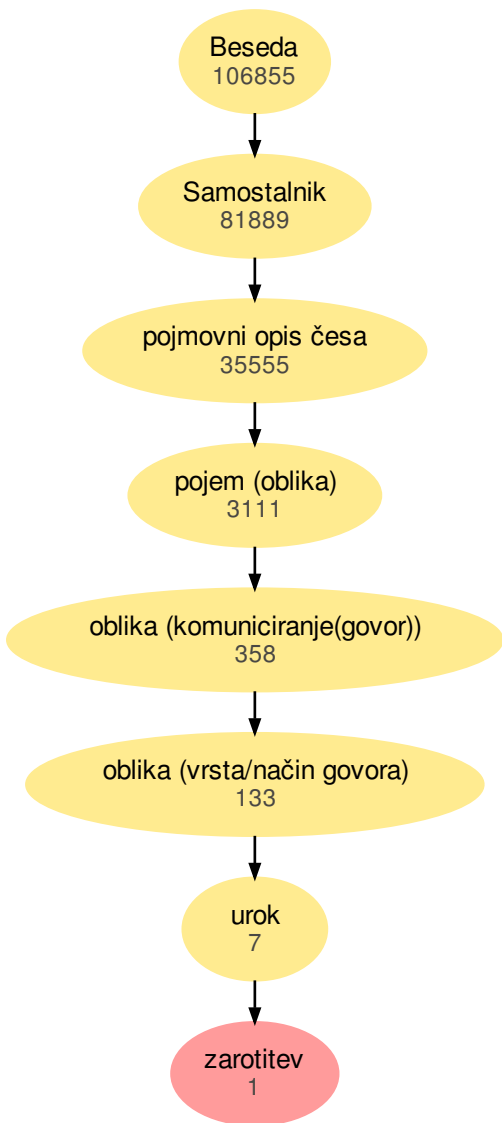 Beseda
106855
Samostalnik
81889
pojmovni opis česa
35555
pojem (oblika)
3111
oblika (komuniciranje(govor))
358
oblika (vrsta/način govora)
133
urok
7
zarotitev
1